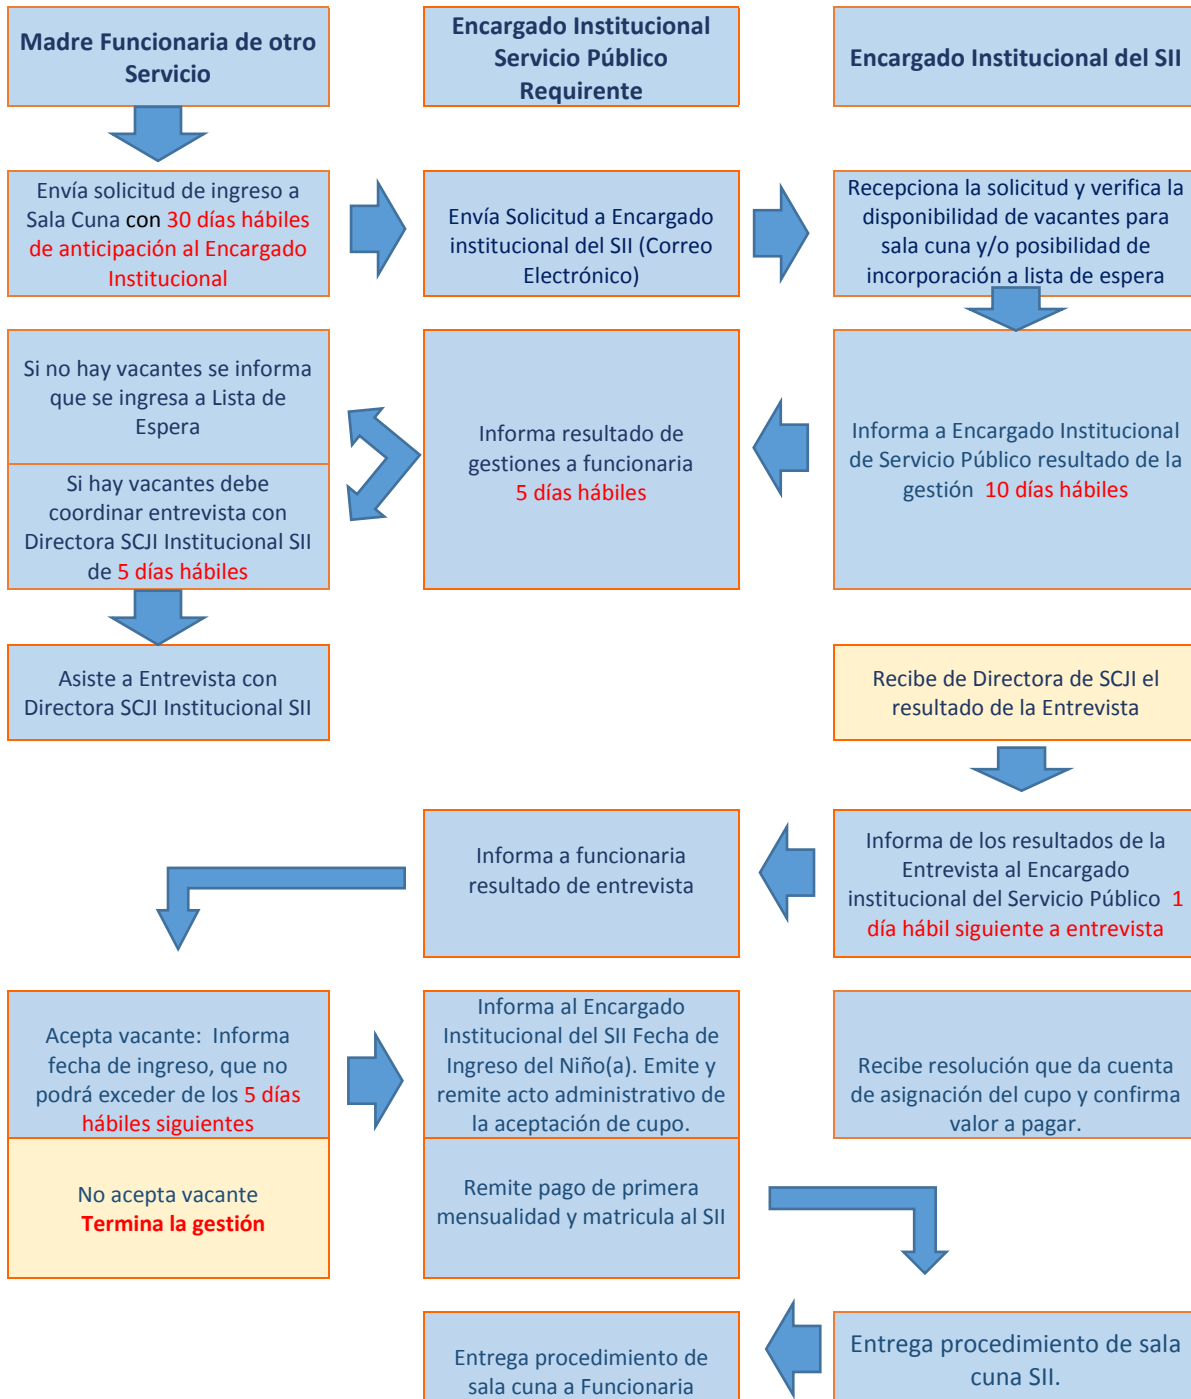 Madre Funcionaria de otro
Servicio
Encargado Institucional
Servicio Público
Requirente
Encargado Institucional del SII
Envía solicitud de ingreso a
Sala Cuna con 30 días hábiles
de anticipación al Encargado
Institucional
Envía Solicitud a Encargado
institucional del SII (Correo
Electrónico)
Recepciona la solicitud y verifica la
disponibilidad de vacantes para
sala cuna y/o posibilidad de
incorporación a lista de espera
Si no hay vacantes se informa
que se ingresa a Lista de
Espera
Si hay vacantes debe
coordinar entrevista con
Directora SCJI Institucional SII
de 5 días hábiles
Informa resultado de
gestiones a funcionaria
5 días hábiles
Informa a Encargado Institucional
de Servicio Público resultado de la
gestión 10 días hábiles
Asiste a Entrevista con
Directora SCJI Institucional SII
Recibe de Directora de SCJI el
resultado de la Entrevista
Informa a funcionaria
resultado de entrevista
Informa de los resultados de la
Entrevista al Encargado
institucional del Servicio Público 1
día hábil siguiente a entrevista
Acepta vacante: Informa
fecha de ingreso, que no
podrá exceder de los 5 días
hábiles siguientes
Informa al Encargado
Institucional del SII Fecha de
Ingreso del Niño(a). Emite y
remite acto administrativo de
la aceptación de cupo.
Recibe resolución que da cuenta
de asignación del cupo y confirma
valor a pagar.
No acepta vacante
Termina la gestión
Remite pago de primera
mensualidad y matricula al SII
Entrega procedimiento de
sala cuna a Funcionaria
Entrega procedimiento de sala
cuna SII.